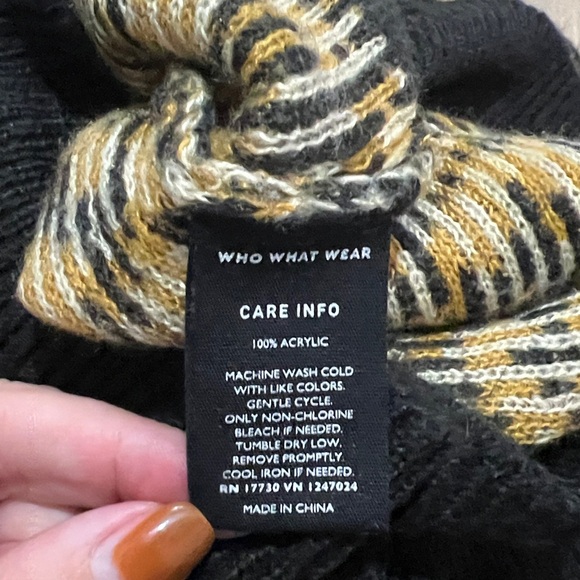 WHO WHAT WEAR
CARE INFO
100% ACRYLIC
MACHINE WASH COLD
WITH LIKE COLORS.
GENTLE CYCLE.
ONLY NON-CHLORINE
BLEACH IF NEEDED.
TUMBLE DRY LOW.
REMOVE PROMPTLY.
COOL IRON IF NEEDED.
RN 17730 VN 1247024
MADE IN CHINA